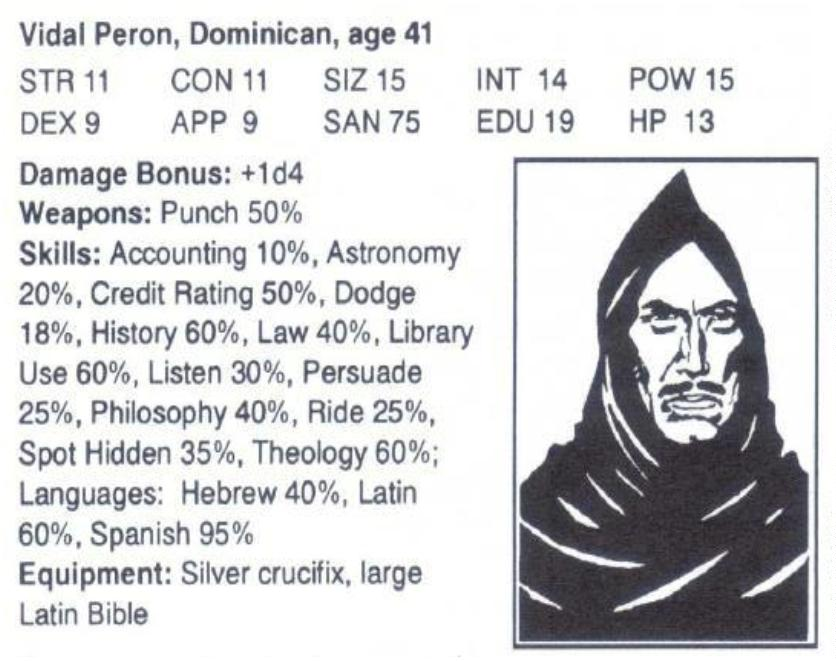 Vidal Peron, Dominican, age 41
STR 11 CON 11 SIZ 15 INT 14 POW 15
DEX 9 APP 9 SAN 75 EDU 19 HP 13
Damage Bonus: +1d4
Weapons: Punch 50%
Skills: Accounting 10%, Astronomy
20%, Credit Rating 50%, Dodge
18%, History 60%, Law 40%, Library
Use 60%, Listen 30%, Persuade
25%, Philosophy 40%, Ride 25%,
Spot Hidden 35%, Theology 60%;
Languages: Hebrew 40%, Latin
60%, Spanish 95%
Equipment: Silver crucifix, large
Latin Bible